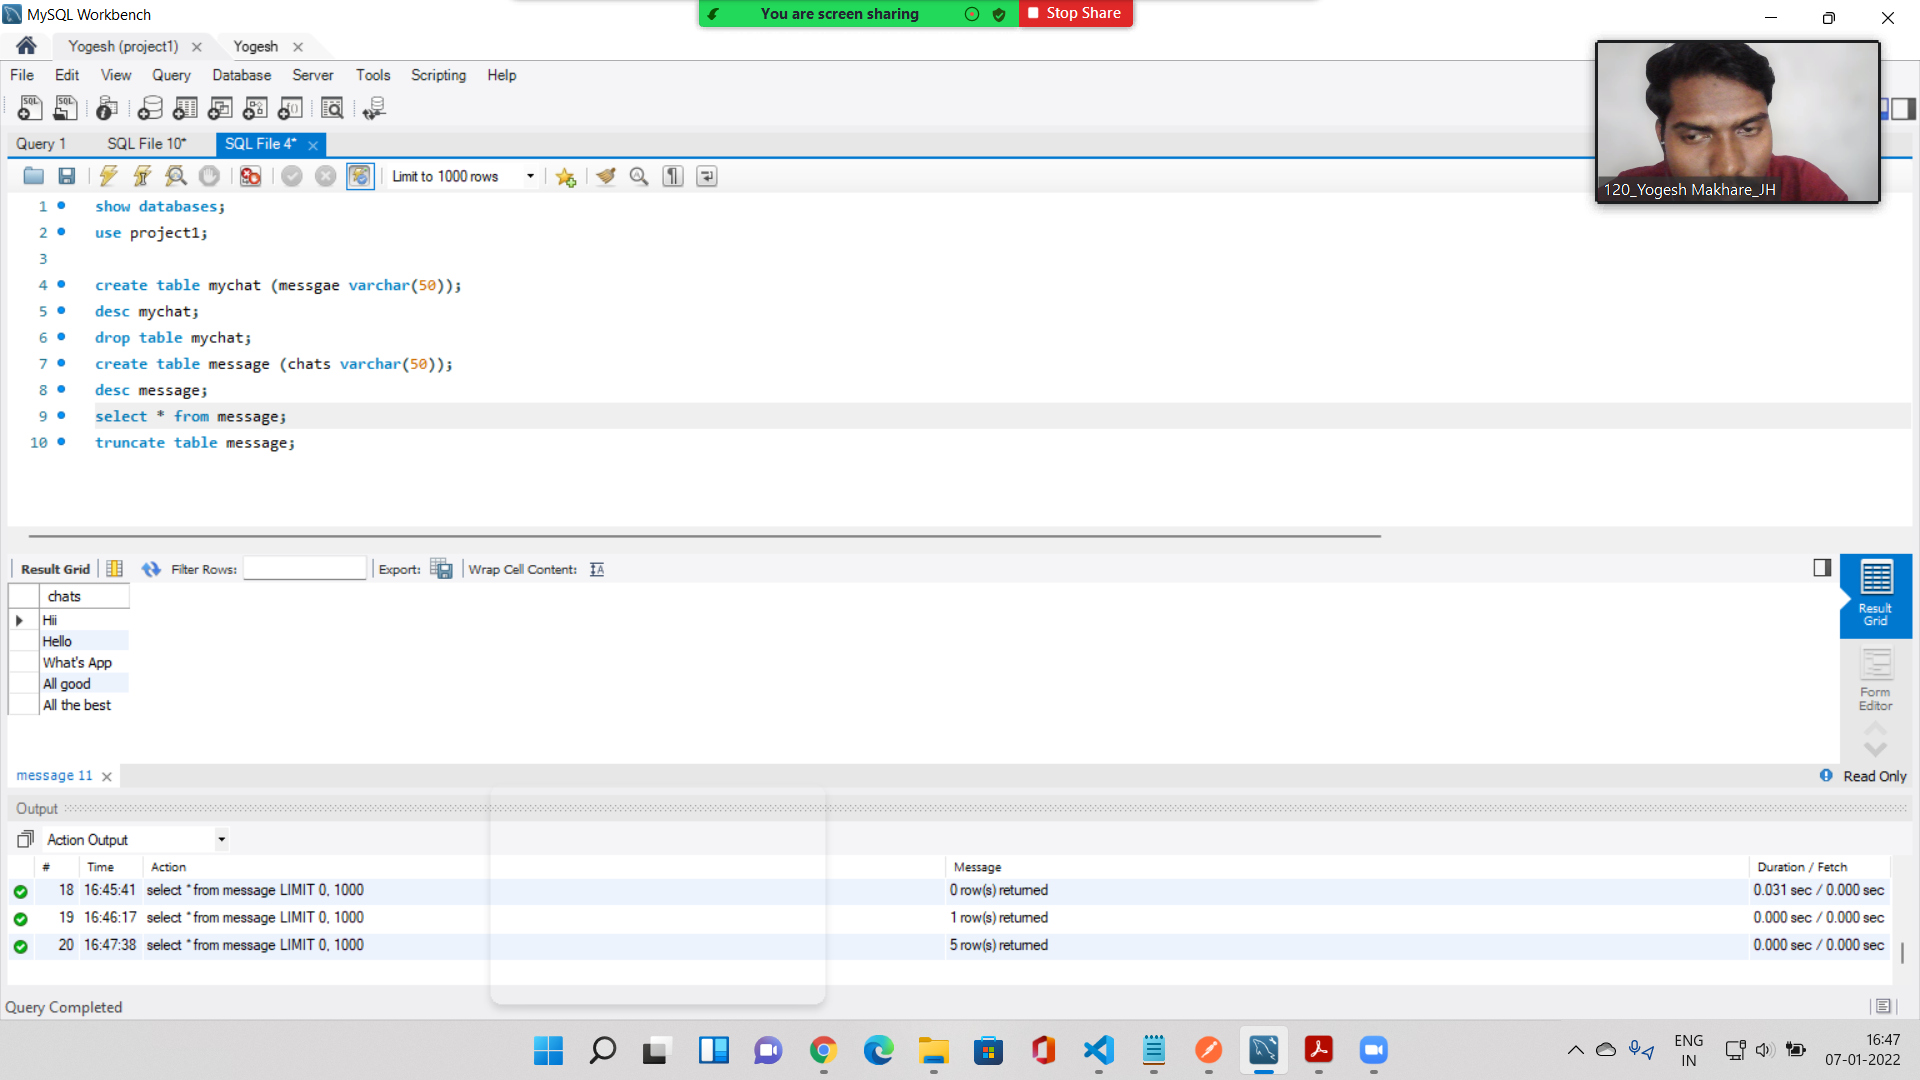 MySQL Workbench
You are screen sharing
Stop Share
Yogesh (project1)
Yogesh
File Edit View Query Database Server Tools Scripting Help
120_Yogesh Makhare_JH
Query 1
SQL File 10*
SQL File 4*
Limit to 1000 rows
1 show databases;
2 use project1;
3
4 create table mychat (messgae varchar(50));
5 desc mychat;
6 drop table mychat;
7 create table message (chats varchar(50));
8 desc message;
9 select * from message;
10 truncate table message;
Result Grid
Filter Rows:
Export:
Wrap Cell Content:
chats
Hii
Hello
What's App
All good
All the best
Result
Grid
Form
Editor
message 11
Read Only
Output
Action Output
# Time Action Message Duration / Fetch
18 16:45:41 select * from message LIMIT 0, 1000 0 row(s) returned 0.031 sec / 0.000 sec
19 16:46:17 select * from message LIMIT 0, 1000 1 row(s) returned 0.000 sec / 0.000 sec
20 16:47:38 select * from message LIMIT 0, 1000 5 row(s) returned 0.000 sec / 0.000 sec
Query Completed
ENG
IN
16:47
07-01-2022